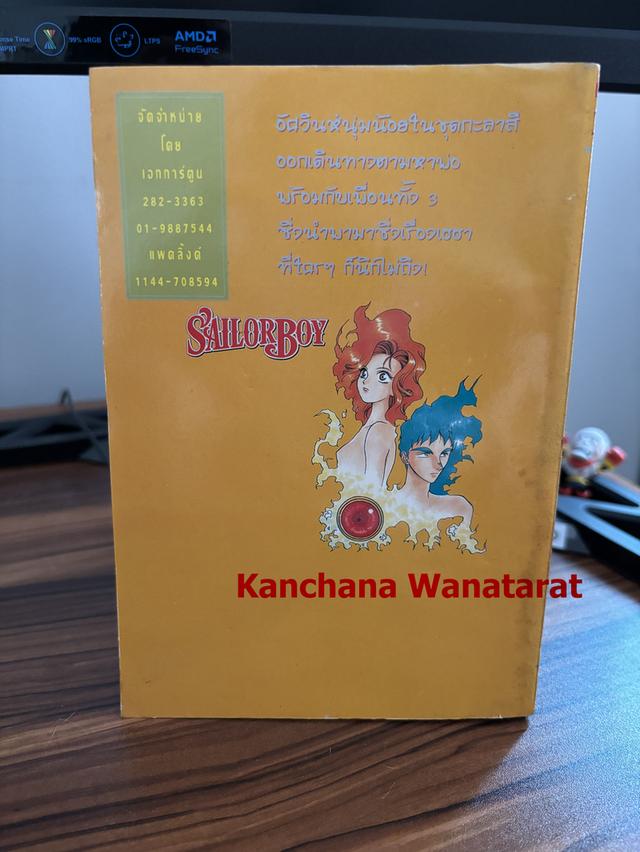 99% sRGB
LTPS
AMD
FreeSync
MPRT
จัดจำหน่าย
โดย
เอกการ์ตูน
282-3363
01-9887544
แพคลิ้งค์
1144-708594
อัศวินหนุ่มน้อยในชุดกะลาสี
ออกเดินทางตามหาพ่อ
พร้อมกับเพื่อนทั้ง 3
ซึ่งนำพามาซึ่งเรื่องเฮฮา
ที่ใครๆ ก็นึกไม่ถึง!
SAILORBOY
Kanchana Wanatarat